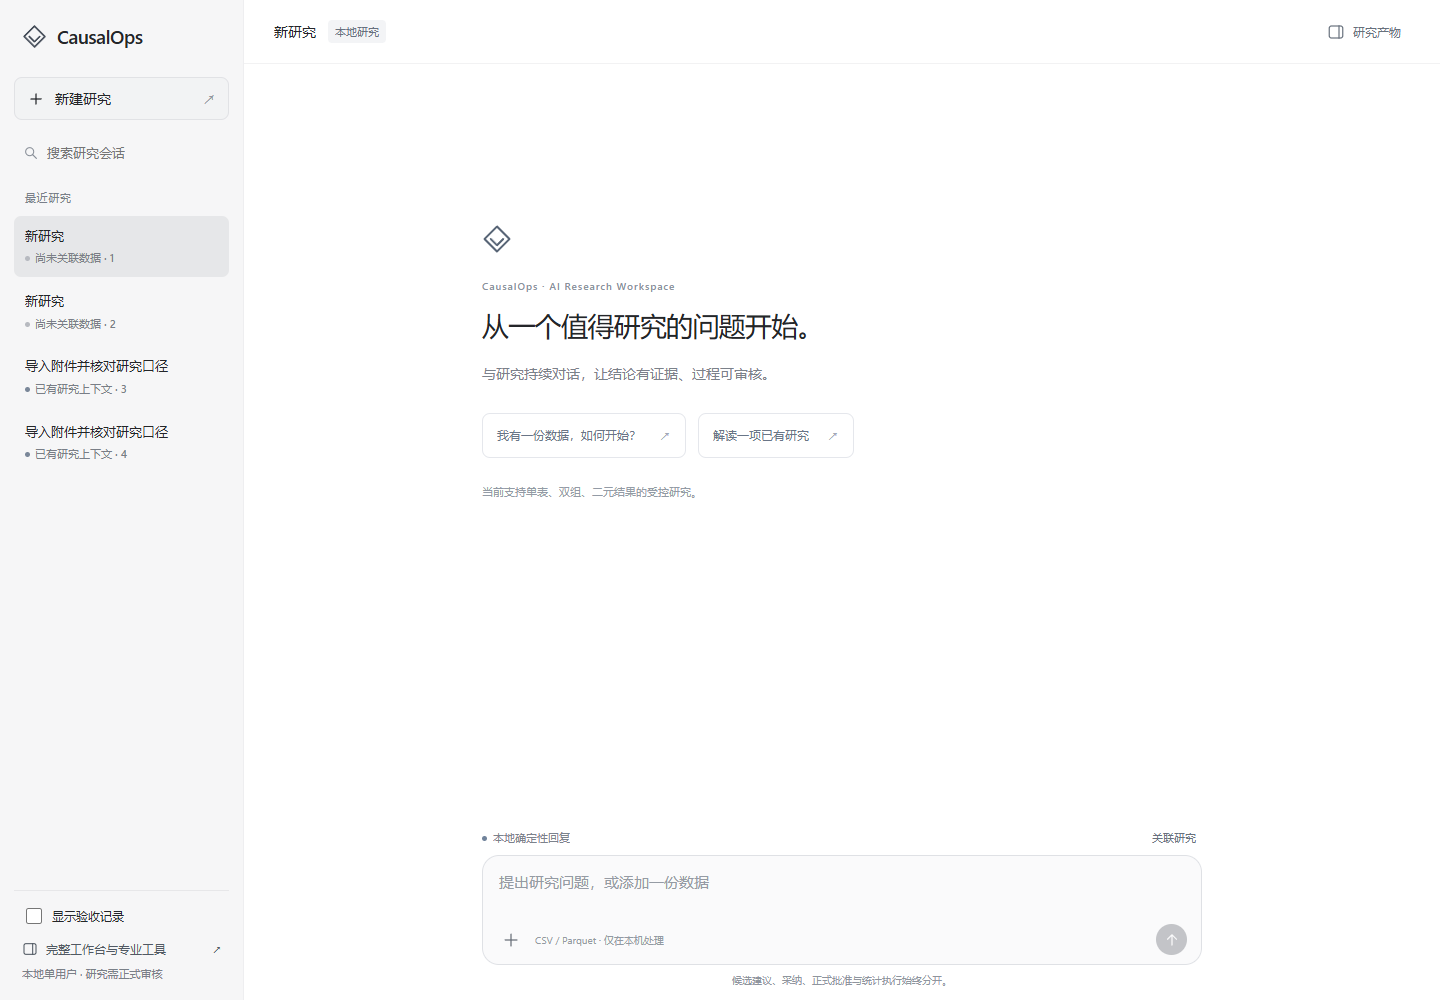 CausalOps
新建研究
搜索研究会话
最近研究
新研究
尚未关联数据 · 1
新研究
尚未关联数据 · 2
导入附件并核对研究口径
已有研究上下文 · 3
导入附件并核对研究口径
已有研究上下文 · 4
显示验收记录
完整工作台与专业工具
本地单用户 · 研究需正式审核
新研究 本地研究
研究产物
CausalOps · AI Research Workspace
从一个值得研究的问题开始。
与研究持续对话，让结论有证据、过程可审核。
我有一份数据，如何开始？
解读一项已有研究
当前支持单表、双组、二元结果的受控研究。
本地确定性回复
关联研究
提出研究问题，或添加一份数据
CSV / Parquet · 仅在本机处理
候选建议、采纳、正式批准与统计执行始终分开。